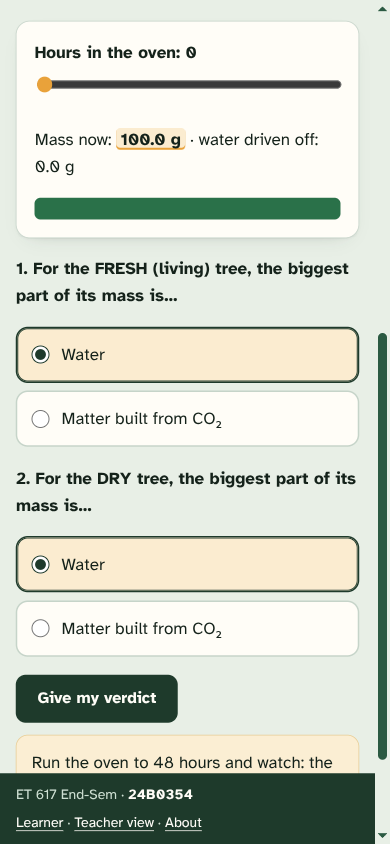 Hours in the oven: 0
Mass now: 100.0 g · water driven off:
0.0 g
1. For the FRESH (living) tree, the biggest
part of its mass is...
Water
Matter built from CO₂
2. For the DRY tree, the biggest part of its
mass is...
Water
Matter built from CO₂
Give my verdict
Run the oven to 48 hours and watch: the
ET 617 End-Sem · 24B0354
Learner · Teacher view · About